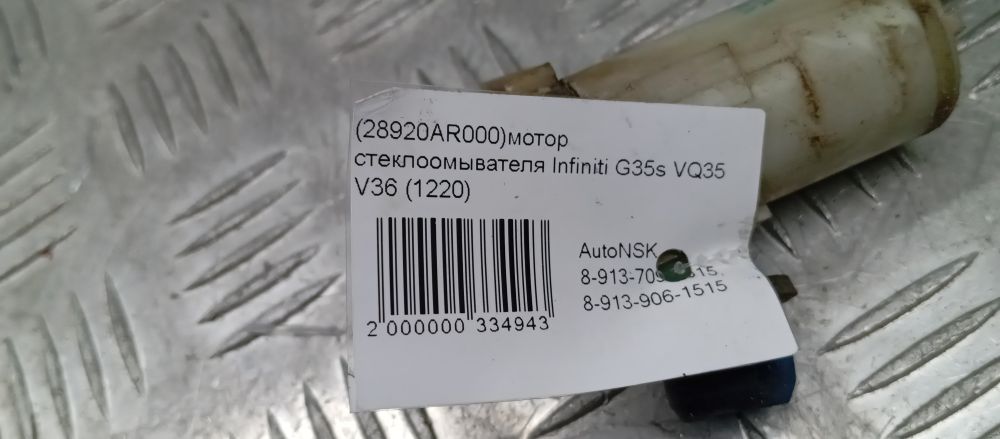 (28920AR000)мотор
стеклоомывателя Infiniti G35s VQ35
V36 (1220)
AutoNSK
8-913-906-1515
2 000000 334943